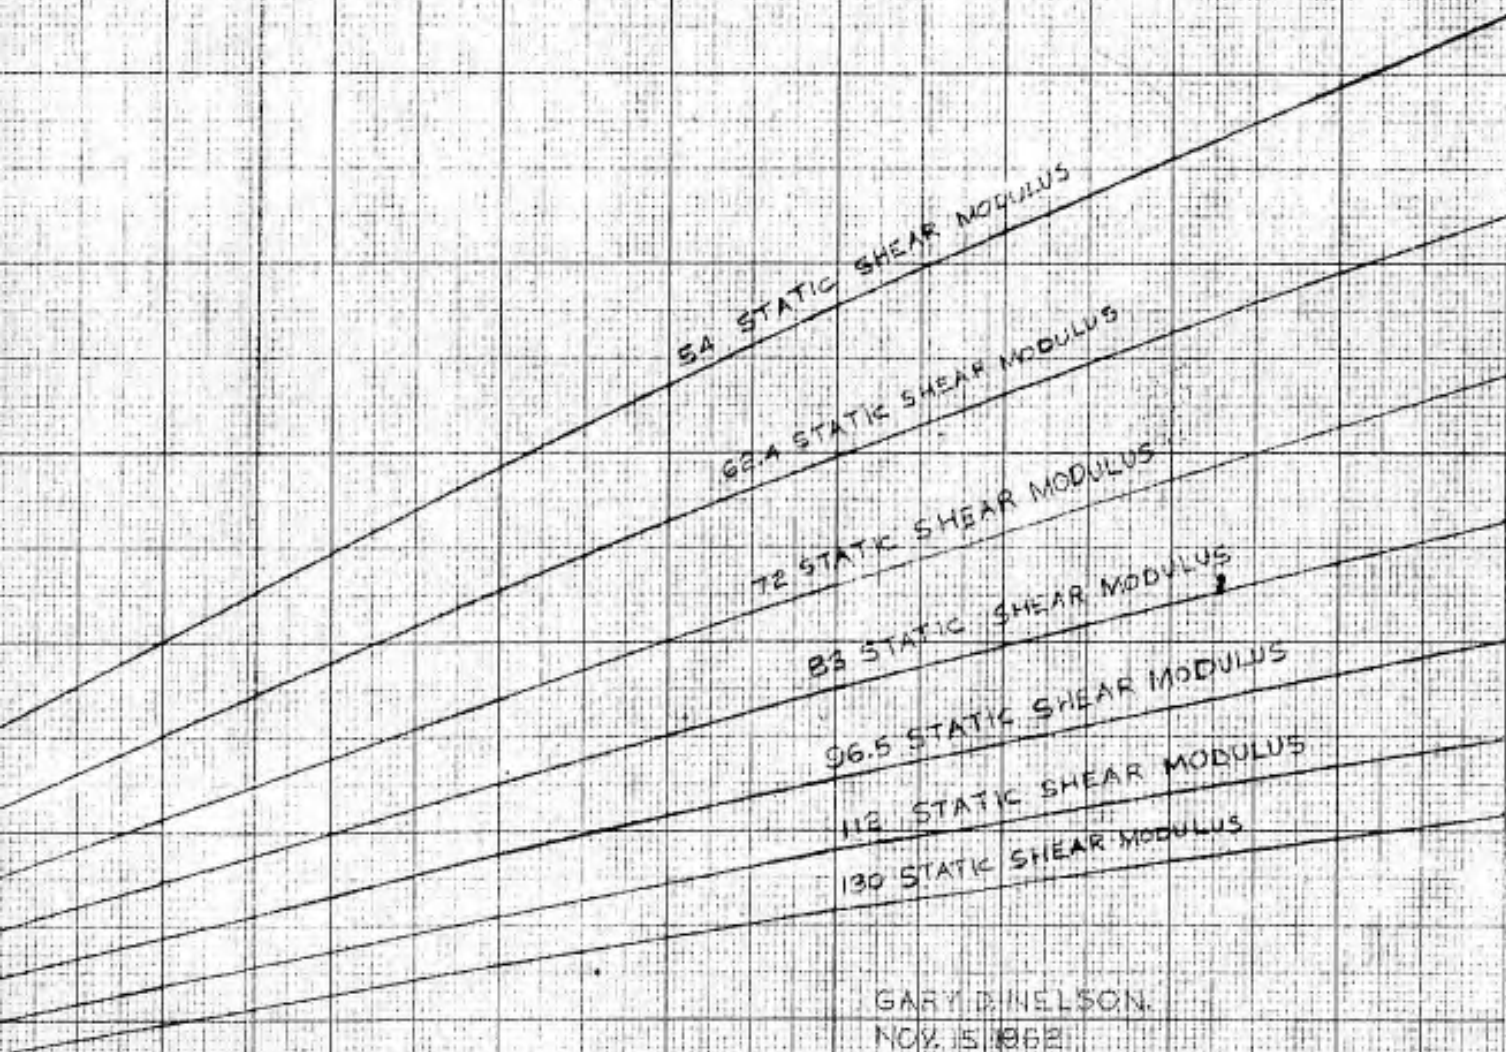 54 STATIC SHEAR MODULUS
62.4 STATIC SHEAR MODULUS
72 STATIC SHEAR MODULUS
83 STATIC SHEAR MODULUS
96.5 STATIC SHEAR MODULUS
112 STATIC SHEAR MODULUS
130 STATIC SHEAR MODULUS
GARY D. NELSON.
NOV. 15 1962